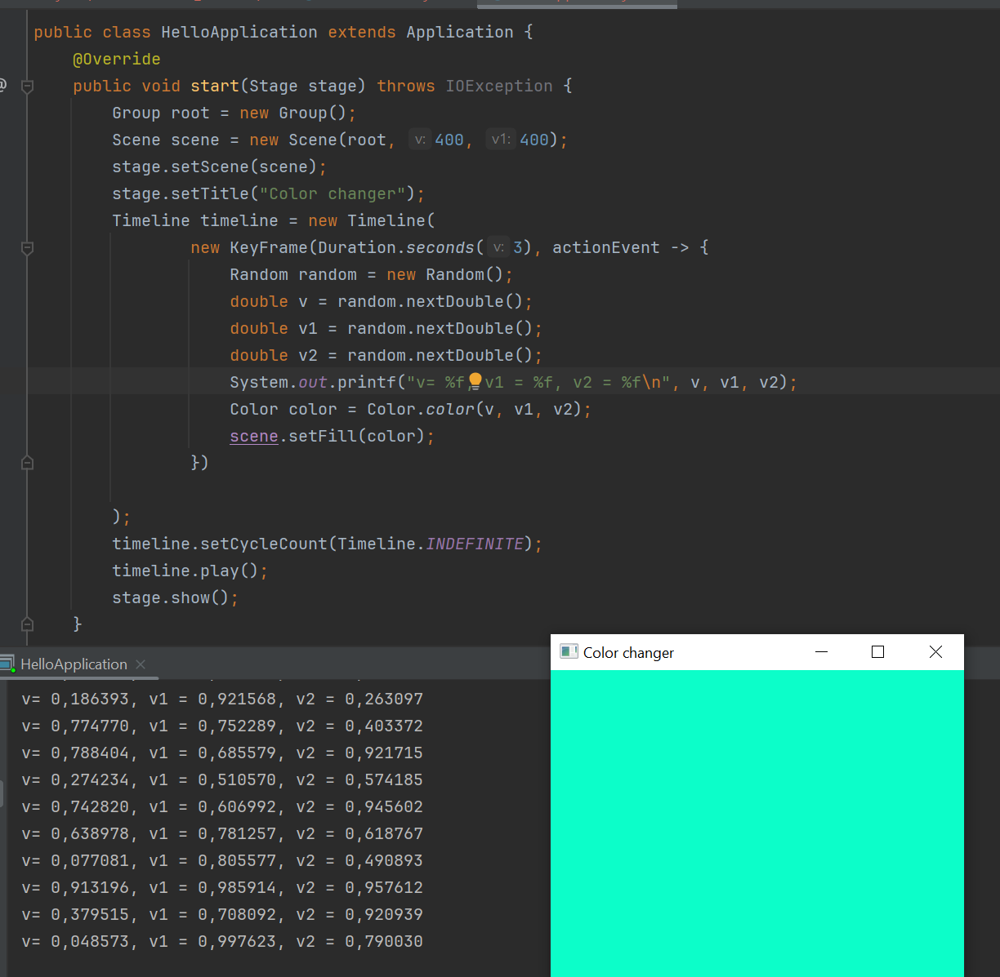 public class HelloApplication extends Application {
@Override
@
public void start(Stage stage) throws IOException {
Group root = new Group();
Scene scene = new Scene(root, v: 400, v1: 400);
stage.setScene(scene);
stage.setTitle("Color changer");
Timeline timeline = new Timeline(
new KeyFrame(Duration.seconds( v: 3), actionEvent -> {
Random random = new Random();
double v = random.nextDouble();
double v1 = random.nextDouble();
double v2 = random.nextDouble();
System.out.printf("v= %f, v1 = %f, v2 = %f\n", v, v1, v2);
Color color = Color.color(v, v1, v2);
scene.setFill(color);
})
);
timeline.setCycleCount(Timeline.INDEFINITE);
timeline.play();
stage.show();
}
HelloApplication
Color changer
v= 0,186393, v1 = 0,921568, v2 = 0,263097
v= 0,774770, v1 = 0,752289, v2 = 0,403372
v= 0,788404, v1 = 0,685579, v2 = 0,921715
v= 0,274234, v1 = 0,510570, v2 = 0,574185
v= 0,742820, v1 = 0,606992, v2 = 0,945602
v= 0,638978, v1 = 0,781257, v2 = 0,618767
v= 0,077081, v1 = 0,805577, v2 = 0,490893
v= 0,913196, v1 = 0,985914, v2 = 0,957612
v= 0,379515, v1 = 0,708092, v2 = 0,920939
v= 0,048573, v1 = 0,997623, v2 = 0,790030